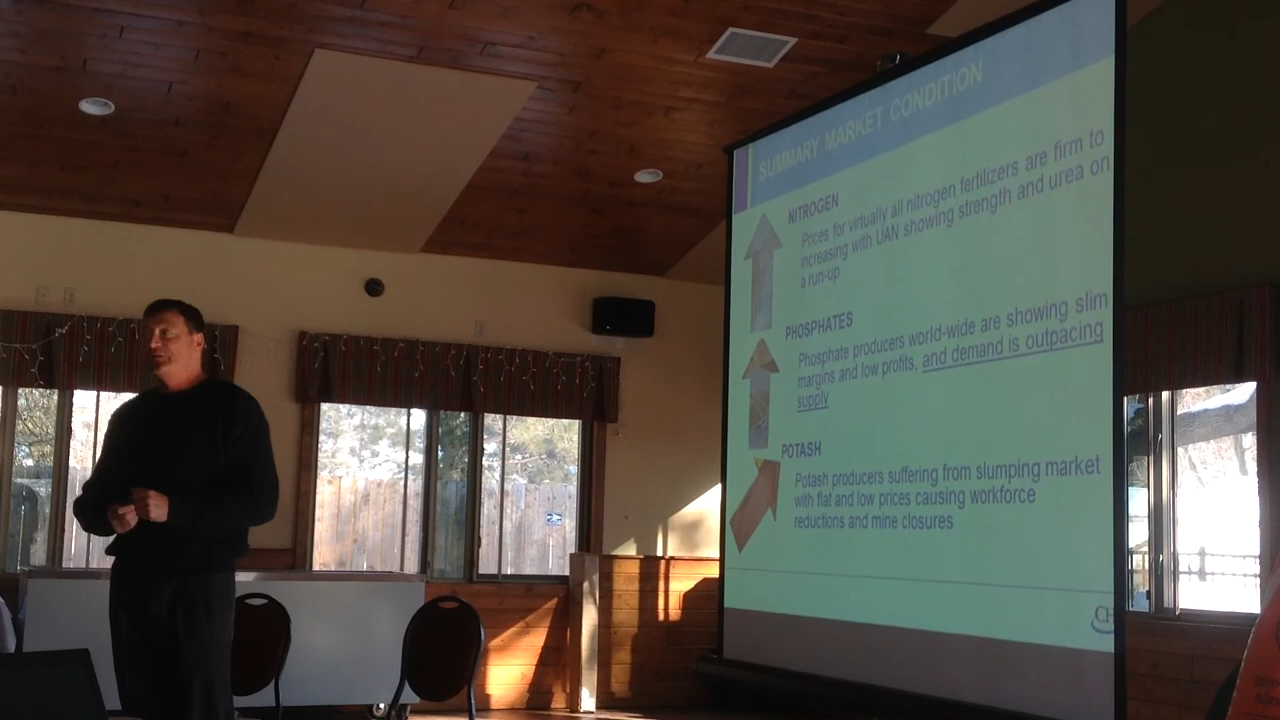 SUMMARY MARKET CONDITION
NITROGEN
Prices for virtually all nitrogen fertilizers are firm to
increasing with UAN showing strength and urea on
a run-up
PHOSPHATES
Phosphate producers world-wide are showing slim
margins and low profits, and demand is outpacing
supply
POTASH
Potash producers suffering from slumping market
with flat and low prices causing workforce
reductions and mine closures